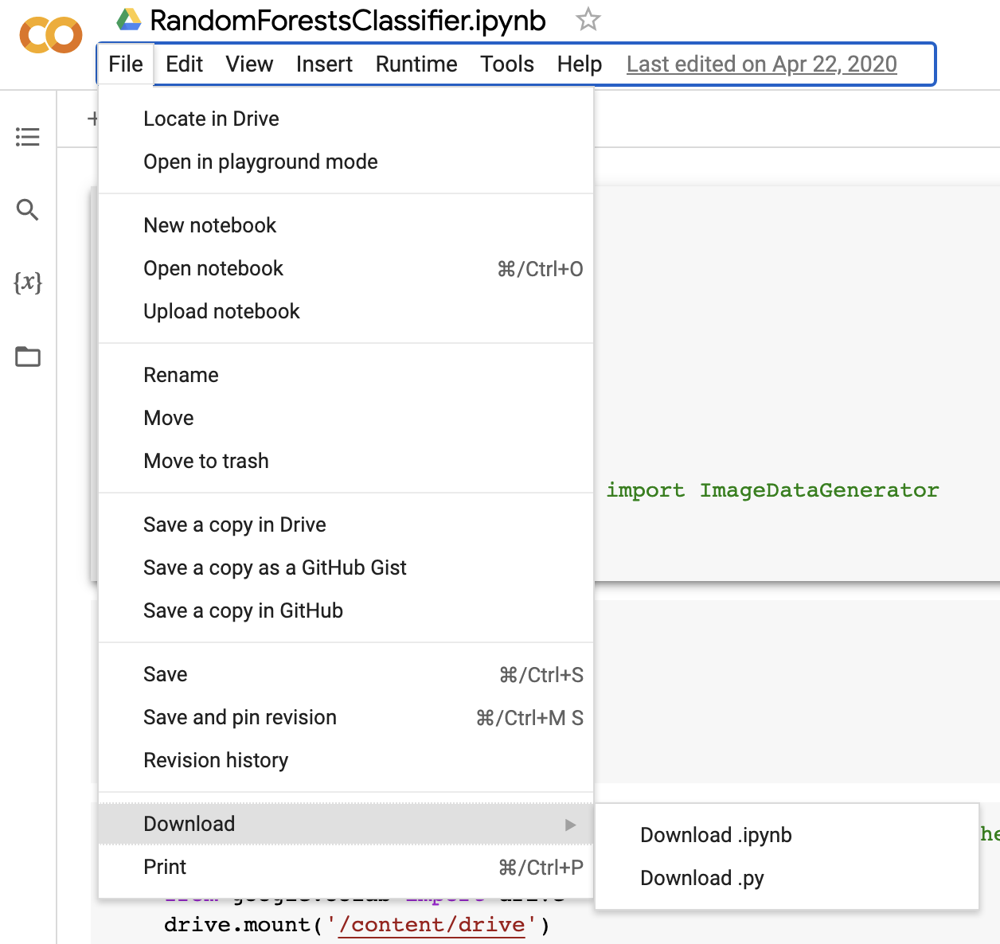 RandomForestsClassifier.ipynb
File Edit View Insert Runtime Tools Help Last edited on Apr 22, 2020
+
Locate in Drive
Open in playground mode
New notebook
Open notebook ⌘/Ctrl+O
Upload notebook
{x}
Rename
Move
Move to trash
import ImageDataGenerator
Save a copy in Drive
Save a copy as a GitHub Gist
Save a copy in GitHub
Save ⌘/Ctrl+S
Save and pin revision ⌘/Ctrl+M S
Revision history
Download
Download .ipynb
Print ⌘/Ctrl+P
Download .py
drive.mount('/content/drive')